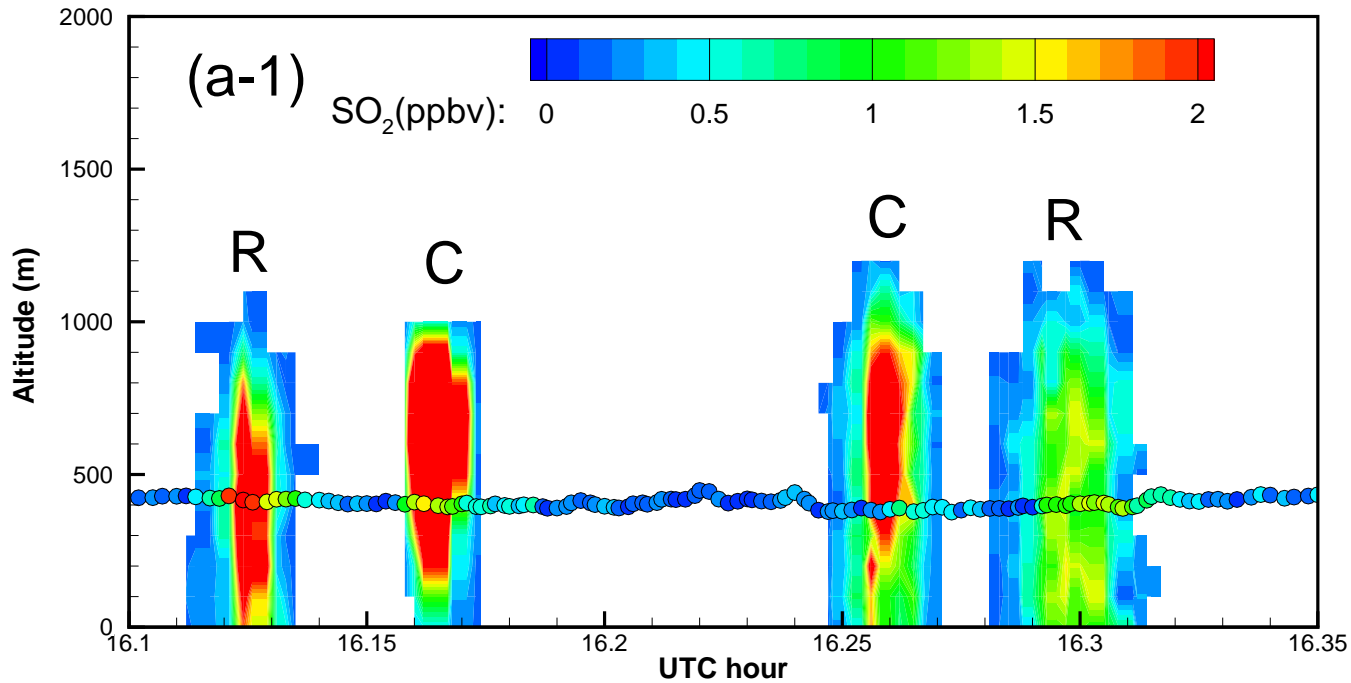 2000
(a-1)
SO2(ppbv): 0 0.5 1 1.5 2
1500
R C C R
1000
Altitude (m)
500
0
16.1 16.15 16.2 16.25 16.3 16.35
UTC hour